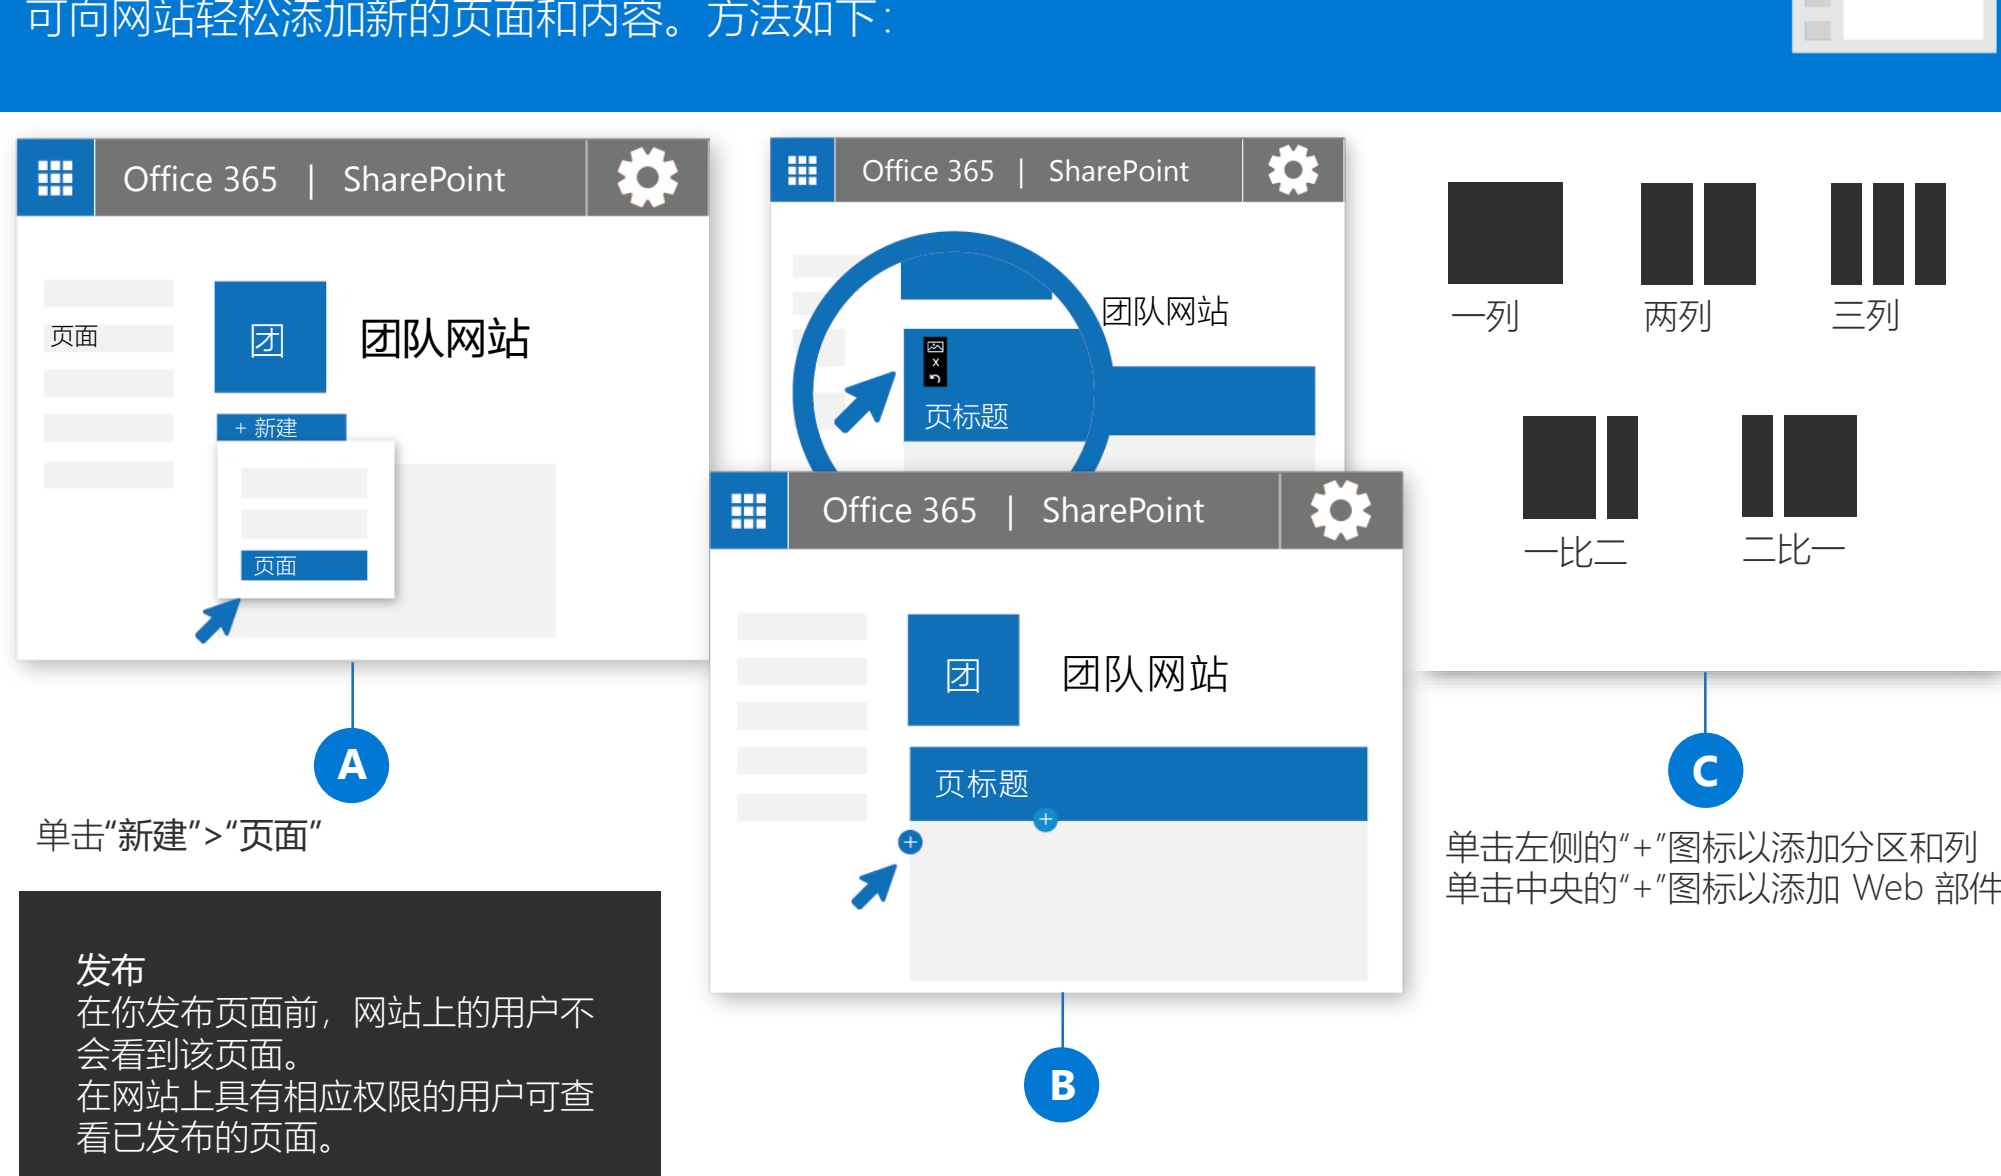 可向网站轻松添加新的页面和内容。方法如下：
Office 365 | SharePoint
页面
团
团队网站
+ 新建
页面
A
单击“新建”>“页面”
发布
在你发布页面前，网站上的用户不
会看到该页面。
在网站上具有相应权限的用户可查
看已发布的页面。
Office 365 | SharePoint
团队网站
页标题
Office 365 | SharePoint
团
团队网站
页标题
B
一列
两列
三列
一比二
二比一
C
单击左侧的“+”图标以添加分区和列
单击中央的“+”图标以添加 Web 部件